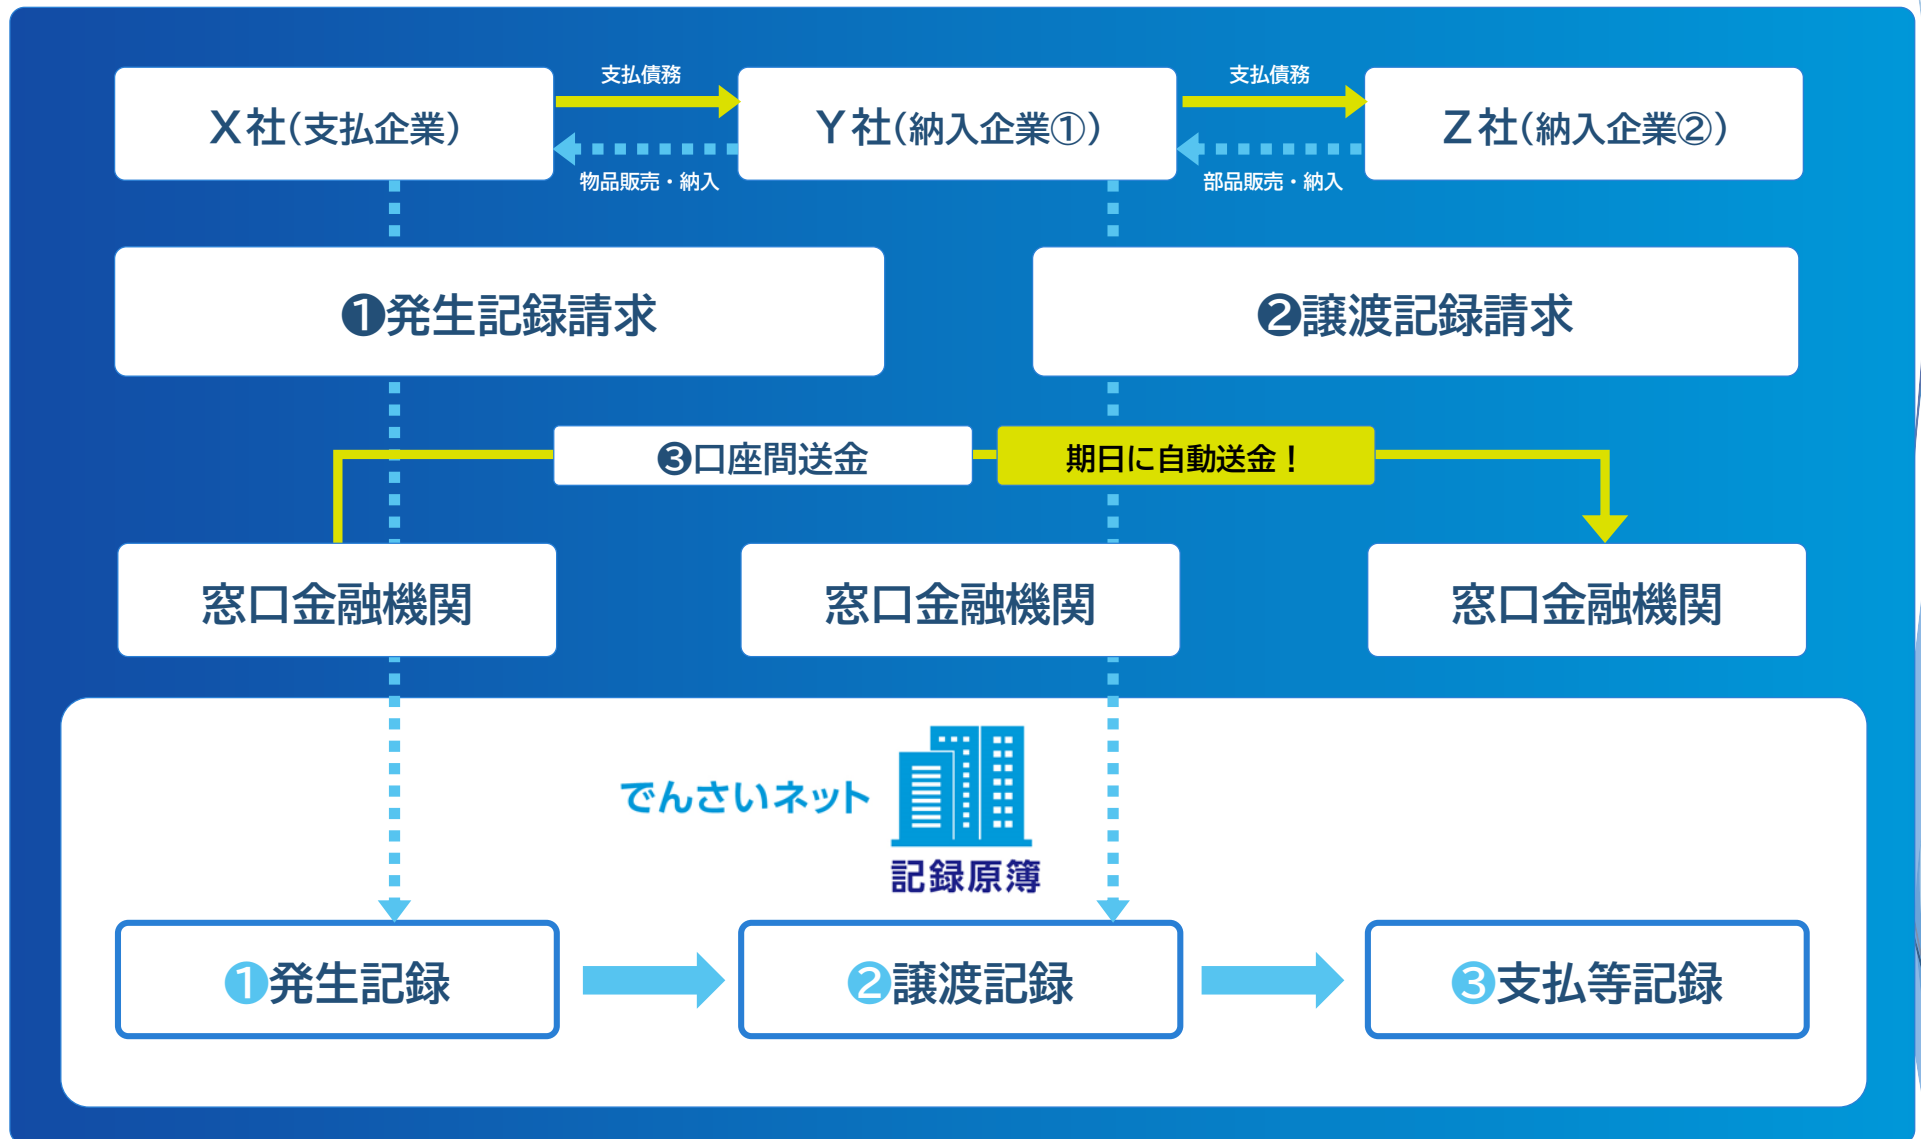 支払債務
支払債務
X社(支払企業)
Y社(納入企業①)
Z社(納入企業②)
物品販売・納入
部品販売・納入
❶発生記録請求
❷譲渡記録請求
❸口座間送金
期日に自動送金！
窓口金融機関
窓口金融機関
窓口金融機関
でんさいネット
記録原簿
❶発生記録
❷譲渡記録
❸支払等記録